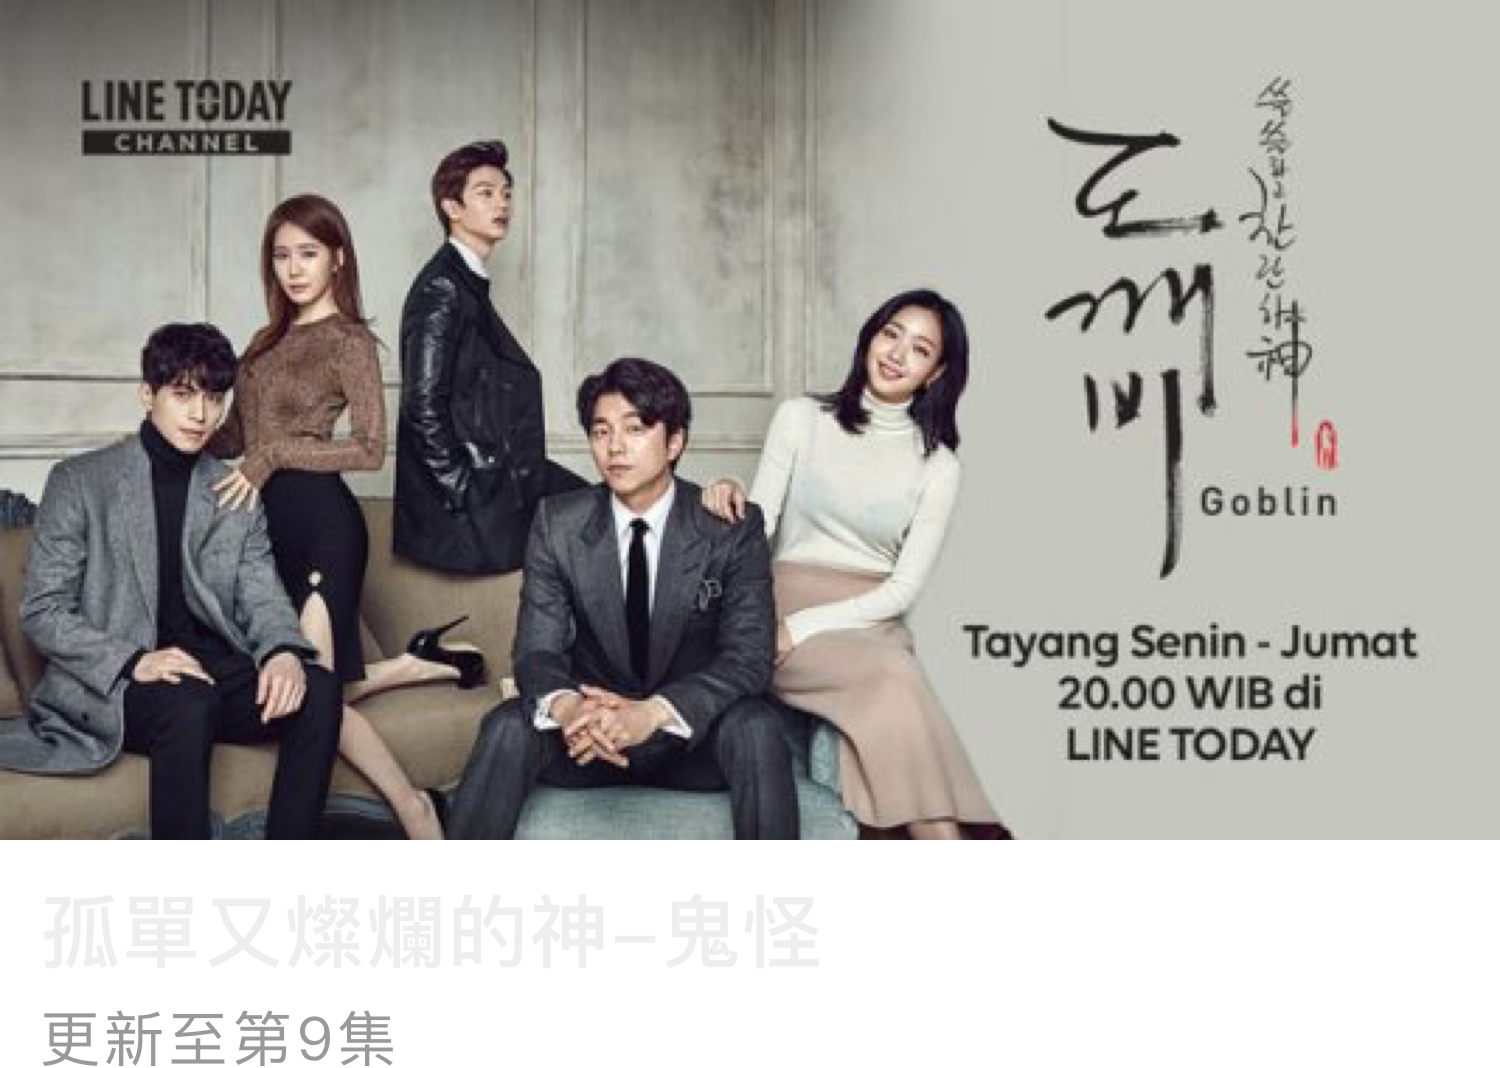 LINE TODAY
CHANNEL
도깨비
쓸쓸하고 찬란하神
Goblin
Tayang Senin - Jumat
20.00 WIB di
LINE TODAY
孤單又燦爛的神–鬼怪
更新至第9集